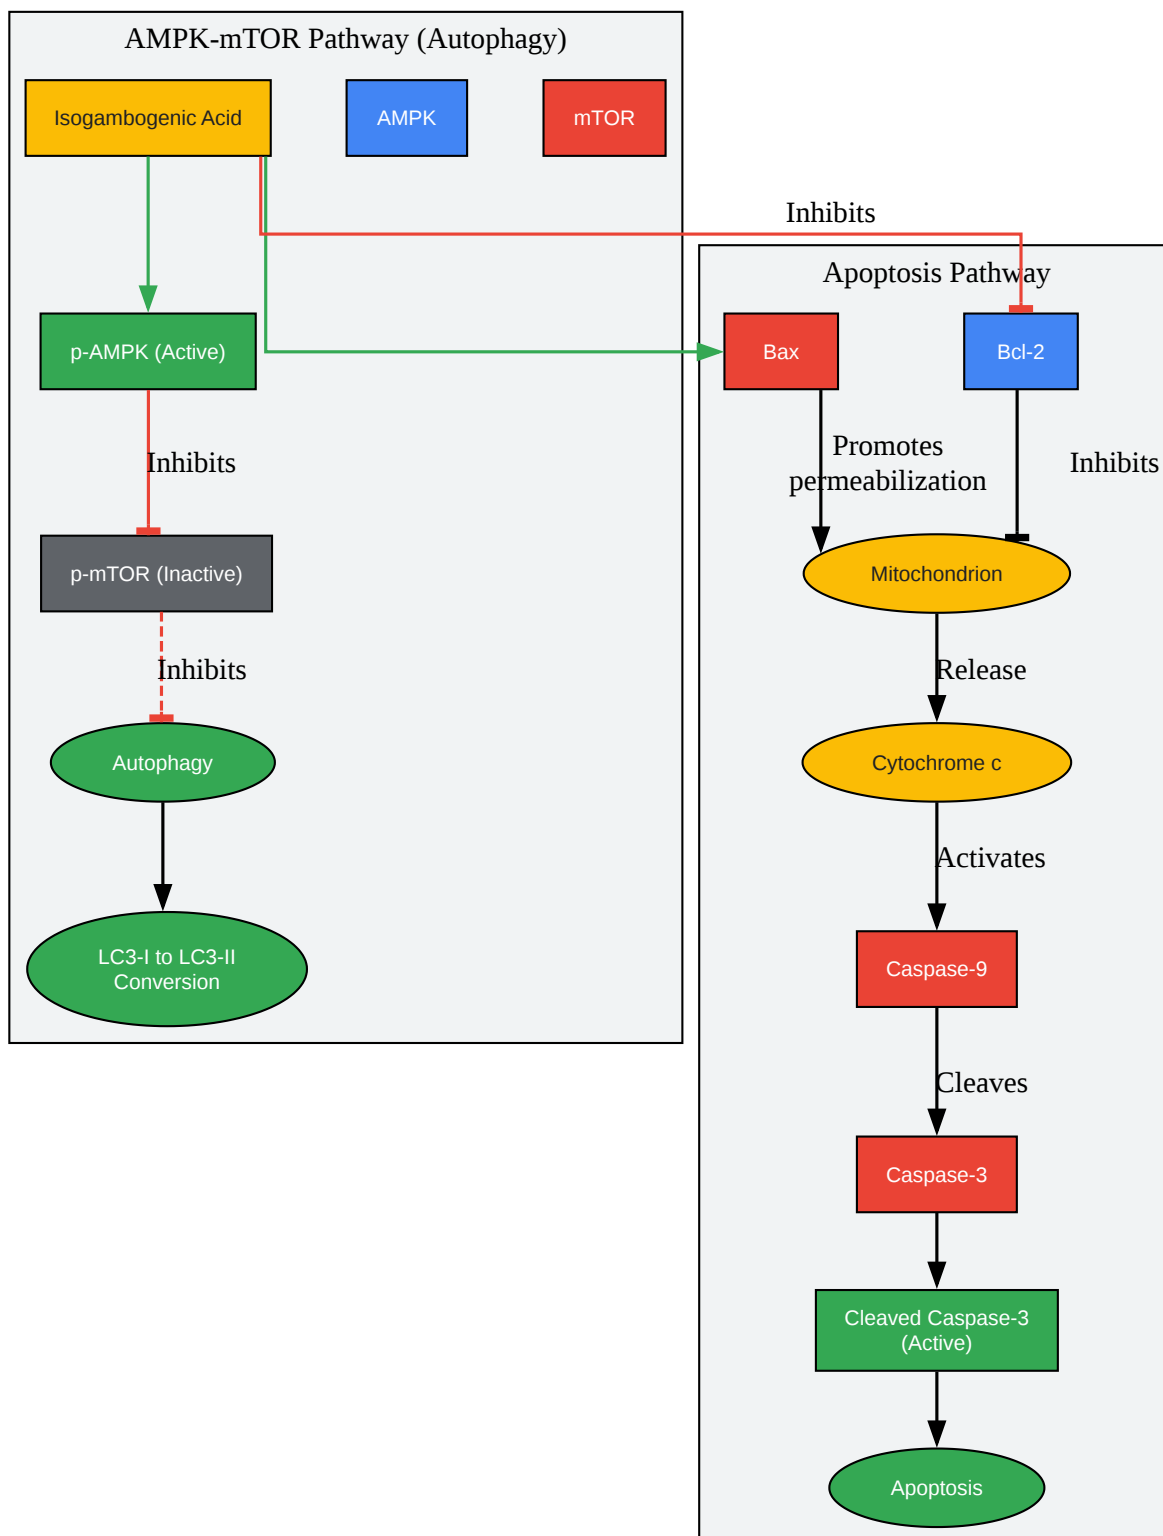 AMPK-mTOR Pathway (Autophagy)
Isogambogenic Acid
AMPK
mTOR
p-AMPK (Active)
Inhibits
p-mTOR (Inactive)
Inhibits
Autophagy
LC3-I to LC3-II
Conversion
Inhibits
Apoptosis Pathway
Bax
Bcl-2
Promotes
permeabilization
Inhibits
Mitochondrion
Release
Cytochrome c
Activates
Caspase-9
Cleaves
Caspase-3
Cleaved Caspase-3
(Active)
Apoptosis